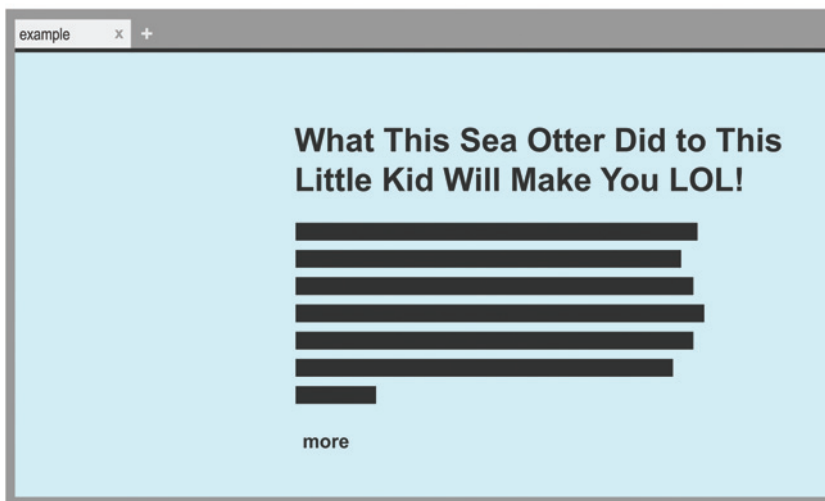 example x +
What This Sea Otter Did to This
Little Kid Will Make You LOL!
more